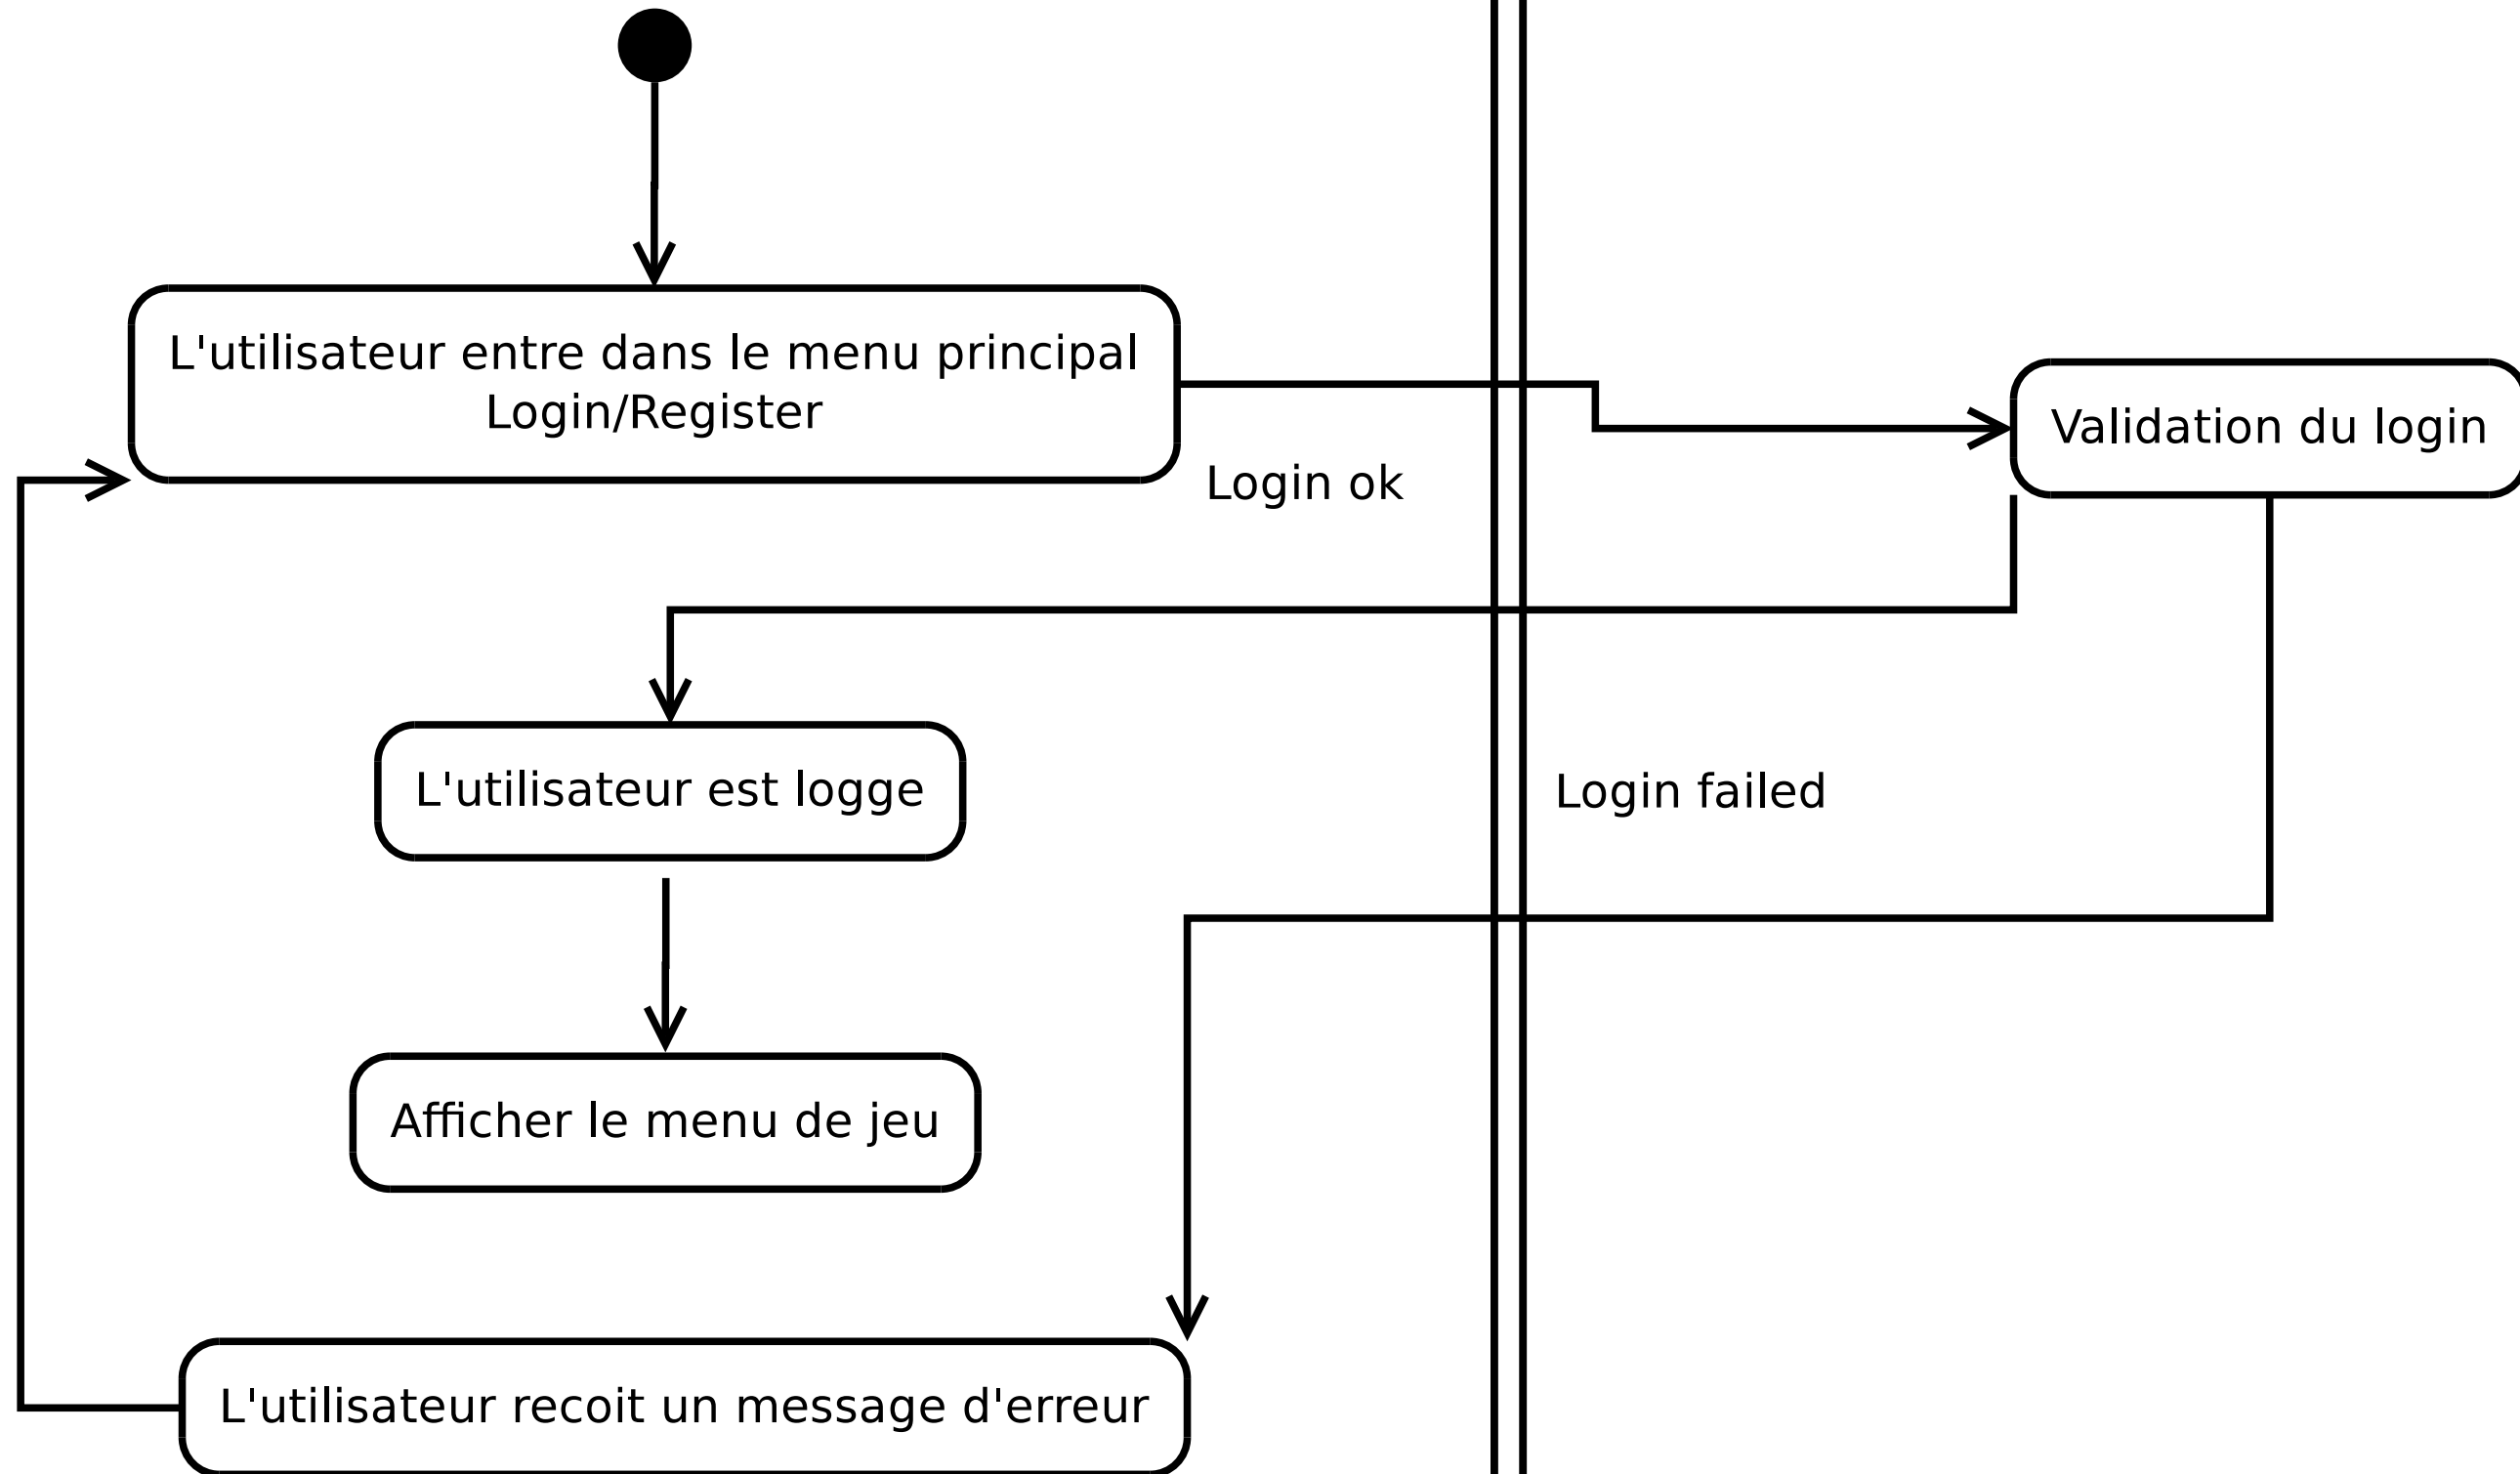 L'utilisateur entre dans le menu principal
Login/Register
Validation du login
Login ok
L'utilisateur est logge
Login failed
Afficher le menu de jeu
L'utilisateur recoit un message d'erreur